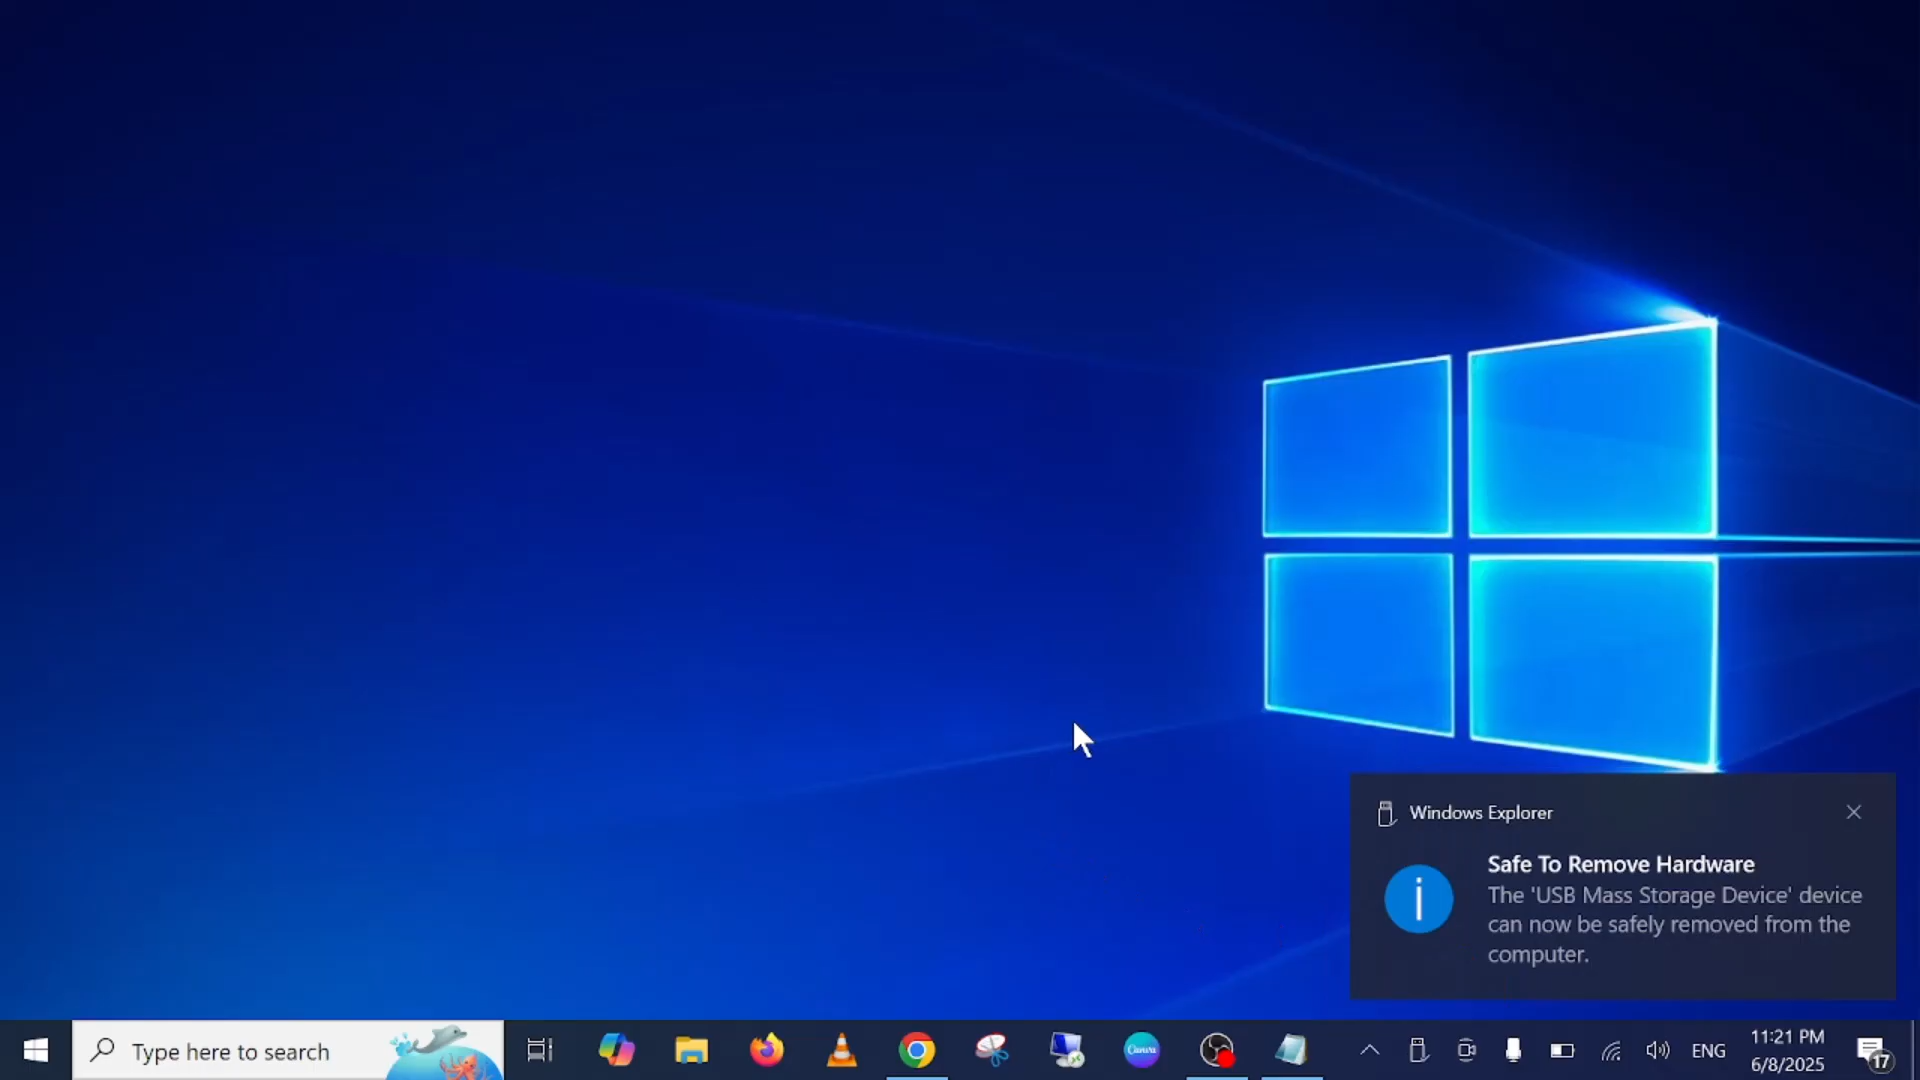 Windows Explorer
Safe To Remove Hardware
The 'USB Mass Storage Device' device
can now be safely removed from the
computer.
Type here to search
Canva
ENG
11:21 PM
6/8/2025
17